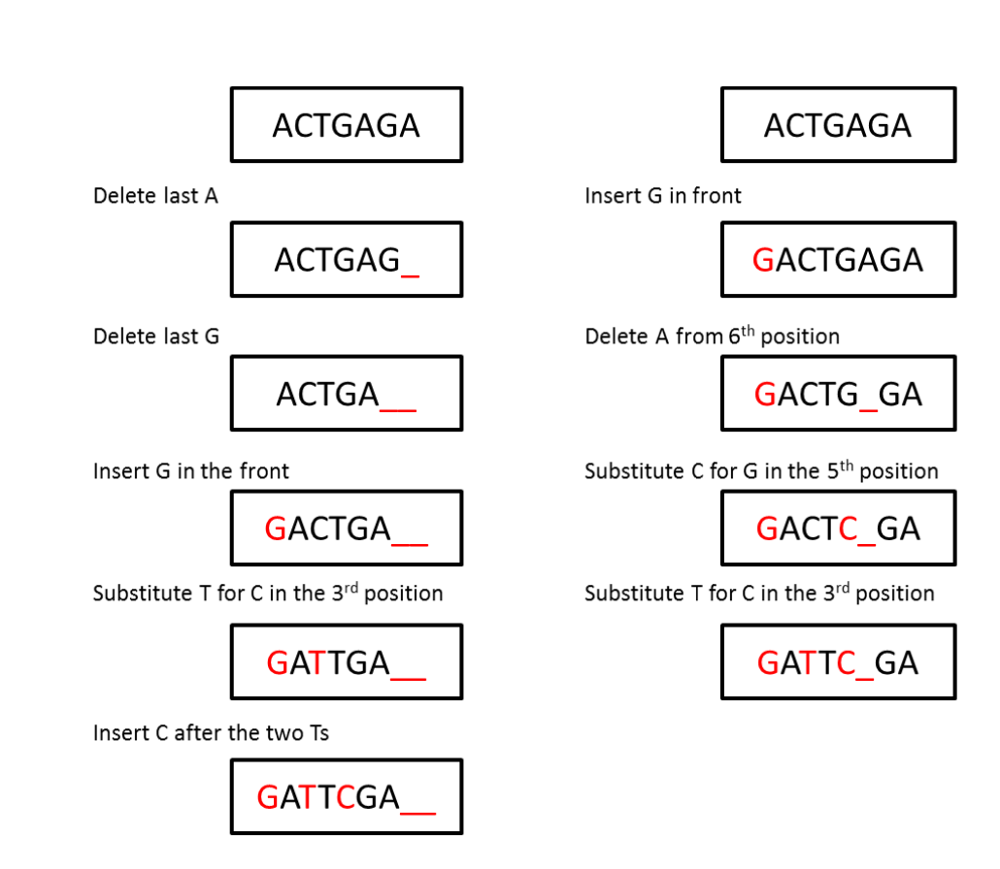 ACTGAGA
Delete last A
ACTGAG_
Delete last G
ACTGA__
Insert G in the front
GACTGA__
Substitute T for C in the 3rd position
GATTGA__
Insert C after the two Ts
GATTCGA__
ACTGAGA
Insert G in front
GACTGAGA
Delete A from 6th position
GACTG_GA
Substitute C for G in the 5th position
GACTC_GA
Substitute T for C in the 3rd position
GATTC_GA